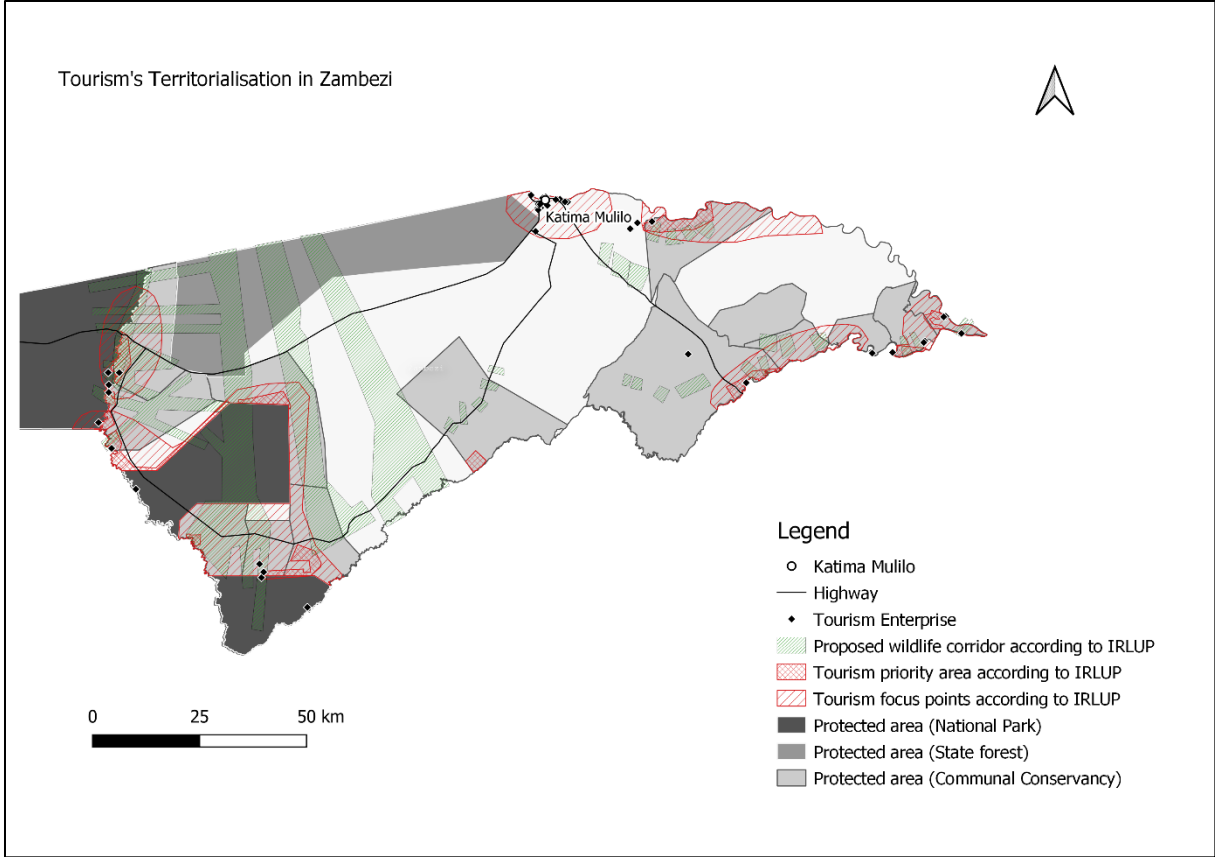 Tourism's Territorialisation in Zambezi
Katima Mulilo
0 25 50 km
Legend
Katima Mulilo
Highway
Tourism Enterprise
Proposed wildlife corridor according to IRLUP
Tourism priority area according to IRLUP
Tourism focus points according to IRLUP
Protected area (National Park)
Protected area (State forest)
Protected area (Communal Conservancy)